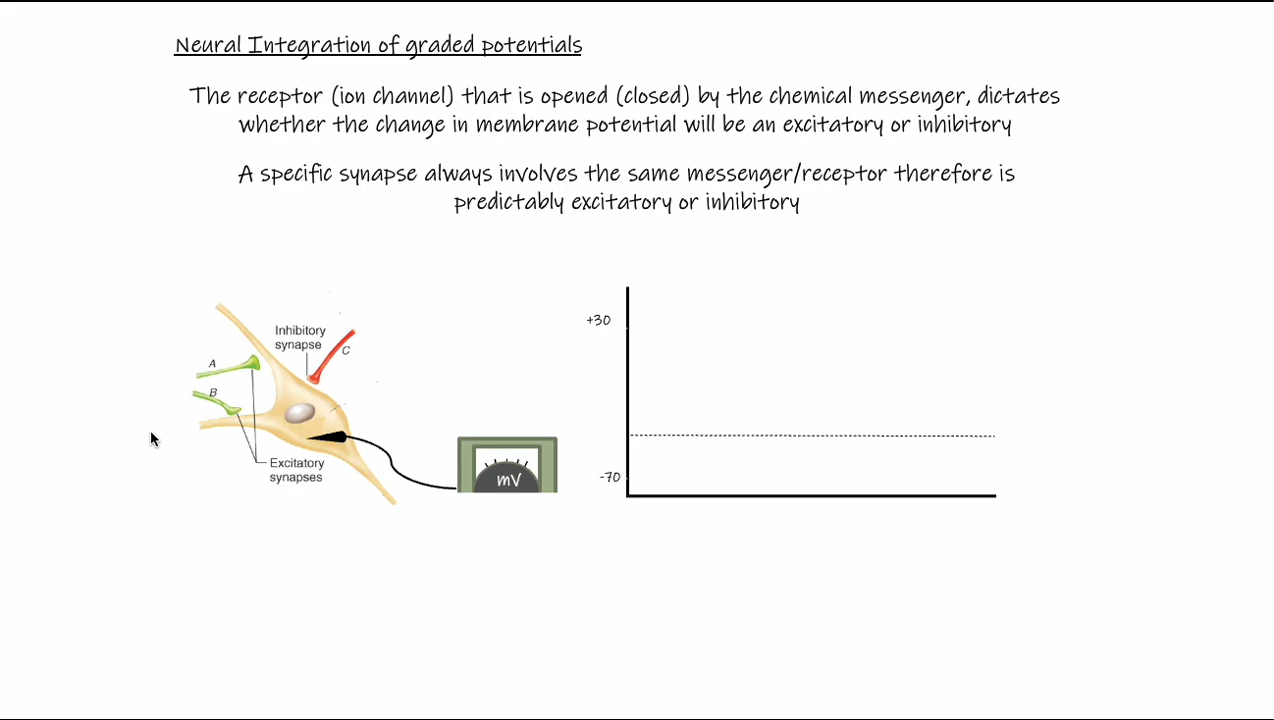 Neural Integration of graded potentials
The receptor (ion channel) that is opened (closed) by the chemical messenger, dictates
whether the change in membrane potential will be an excitatory or inhibitory
A specific synapse always involves the same messenger/receptor therefore is
predictably excitatory or inhibitory
Inhibitory
synapse
C
A
B
Excitatory
synapses
mV
+30
-70